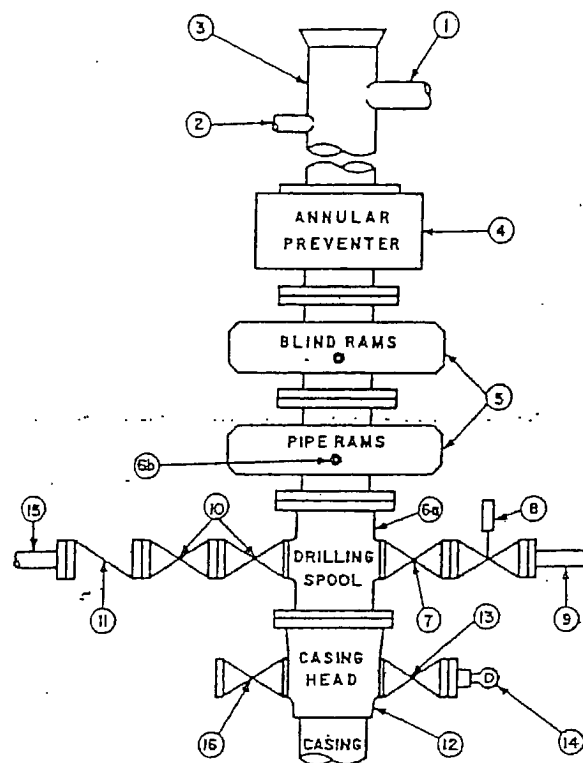 3
1
2
ANNULAR
PREVENTER
4
BLIND RAMS
5
PIPE RAMS
6b
10
6a
8
15
DRILLING
SPOOL
11
7
9
13
CASING
HEAD
16
12
14
CASING